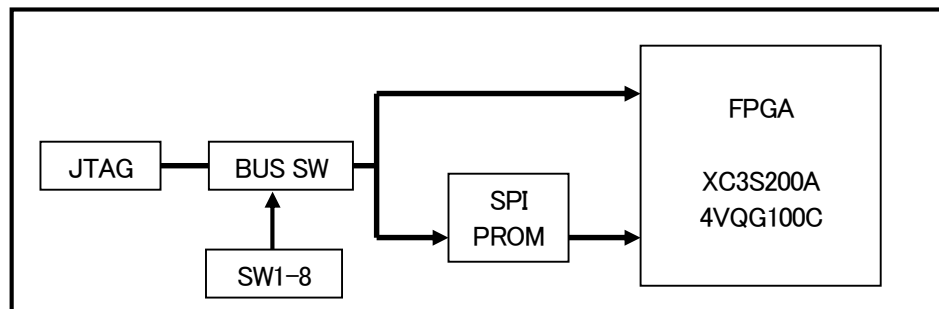 FPGA
XC3S200A
4VQG100C
JTAG
BUS SW
SPI
PROM
SW1-8